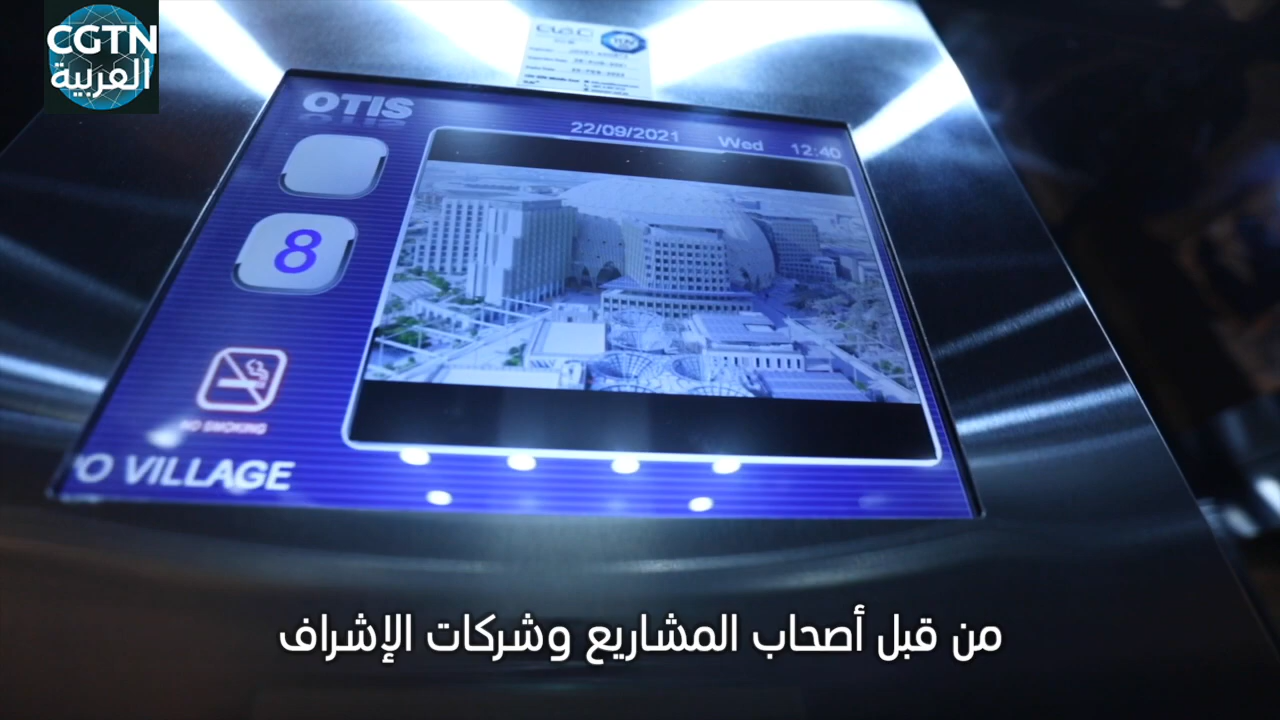 CGTN
العربية
OTIS
22/09/2021 Wed 12:40
8
NO SMOKING
O VILLAGE
من قبل أصحاب المشاريع وشركات الإشراف